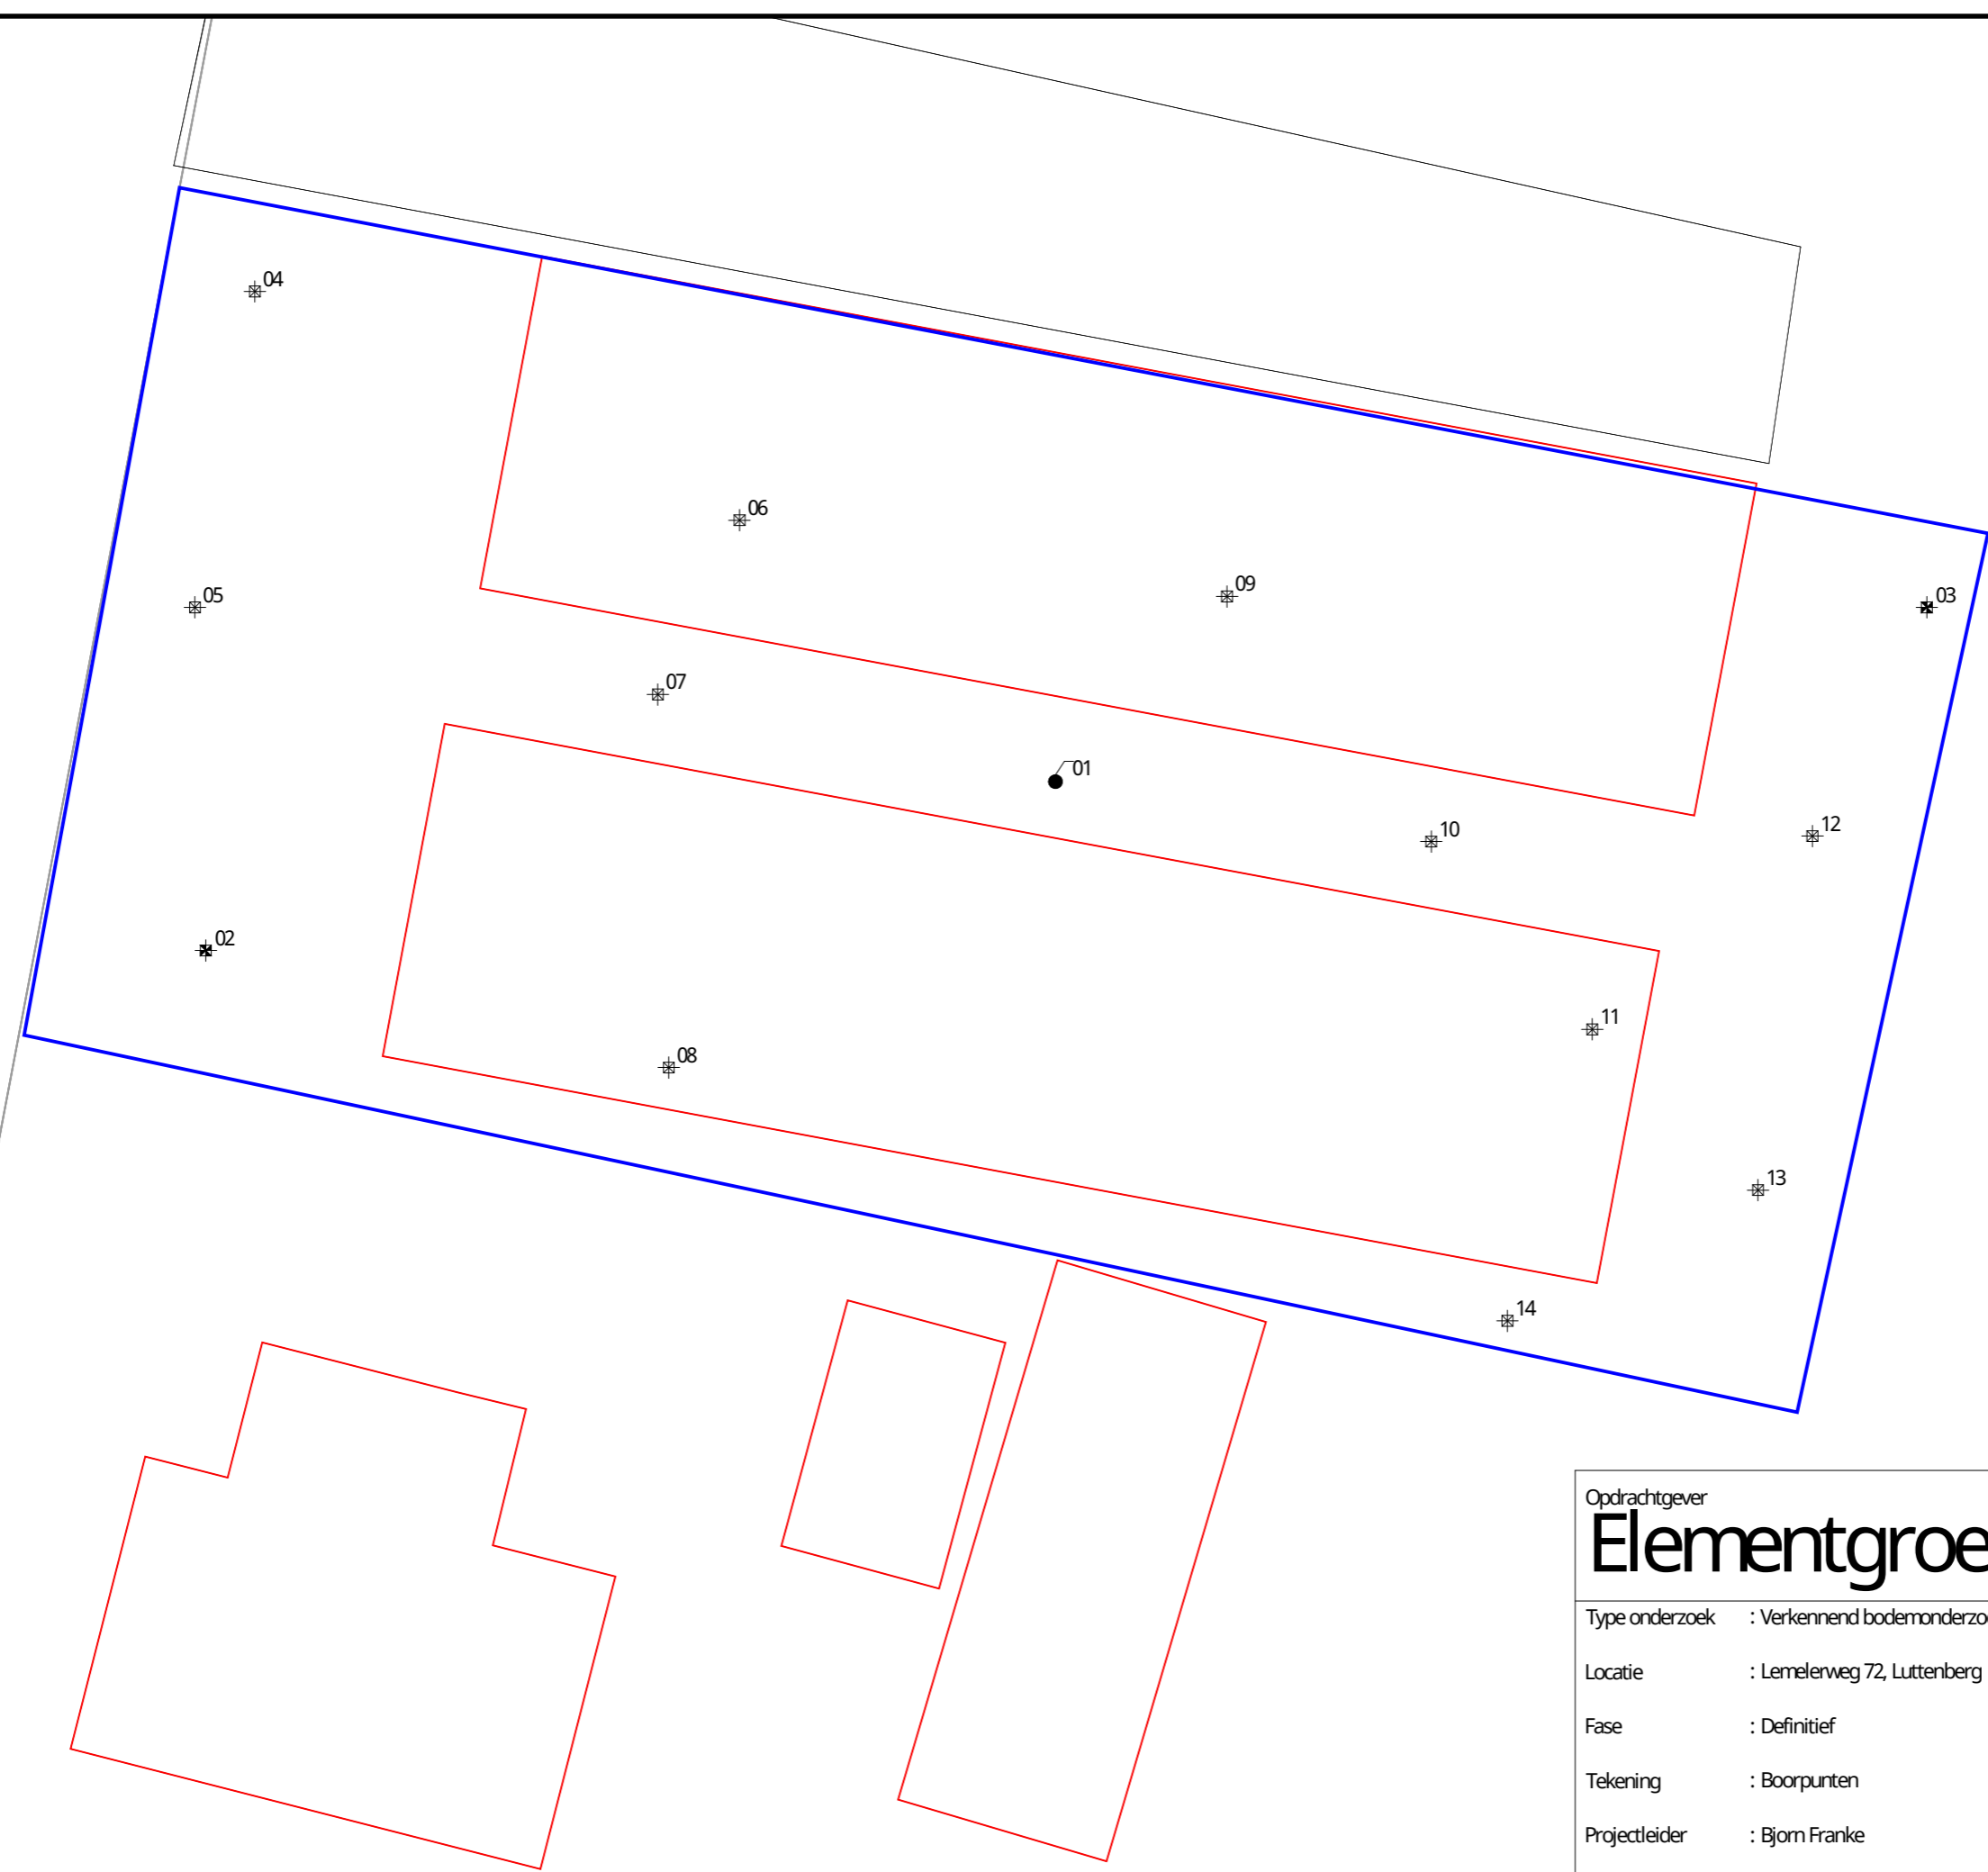 04
06
09
05
03
07
01
10
12
02
11
08
13
14
Opdrachtgever
Elementgroe
Type onderzoek : Verkennend bodemonderzo
Locatie : Lemelerweg 72, Luttenberg
Fase : Definitief
Tekening : Boorpunten
Projectleider : Bjorn Franke